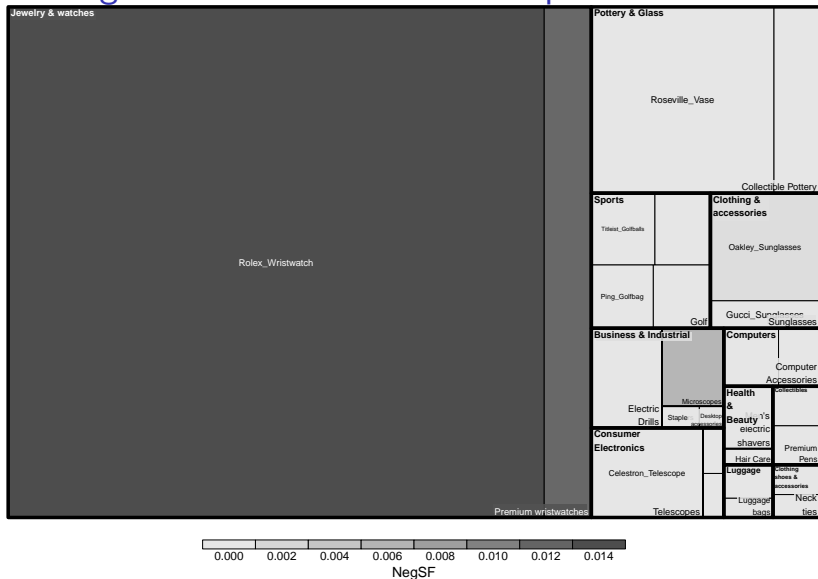 Jewelry & watches
Rolex_Wristwatch
Premium wristwatches
Pottery & Glass
Roseville_Vase
Collectible Pottery
Sports
Titleist_Golfballs
Ping_Golfbag
Golf
Clothing &
accessories
Oakley_Sunglasses
Gucci_Sunglasses
Sunglasses
Business & Industrial
Electric
Drills
Microscopes
Desktop
accessories
Computers
Computer
Accessories
Health
&
Beauty
electric
shavers
Hair Care
Collectibles
Premium
Pens
Consumer
Electronics
Celestron_Telescope
Telescopes
Luggage
Luggage
bags
Clothing
shoes &
accessories
Neck
ties
0.000 0.002 0.004 0.006 0.008 0.010 0.012 0.014
NegSF